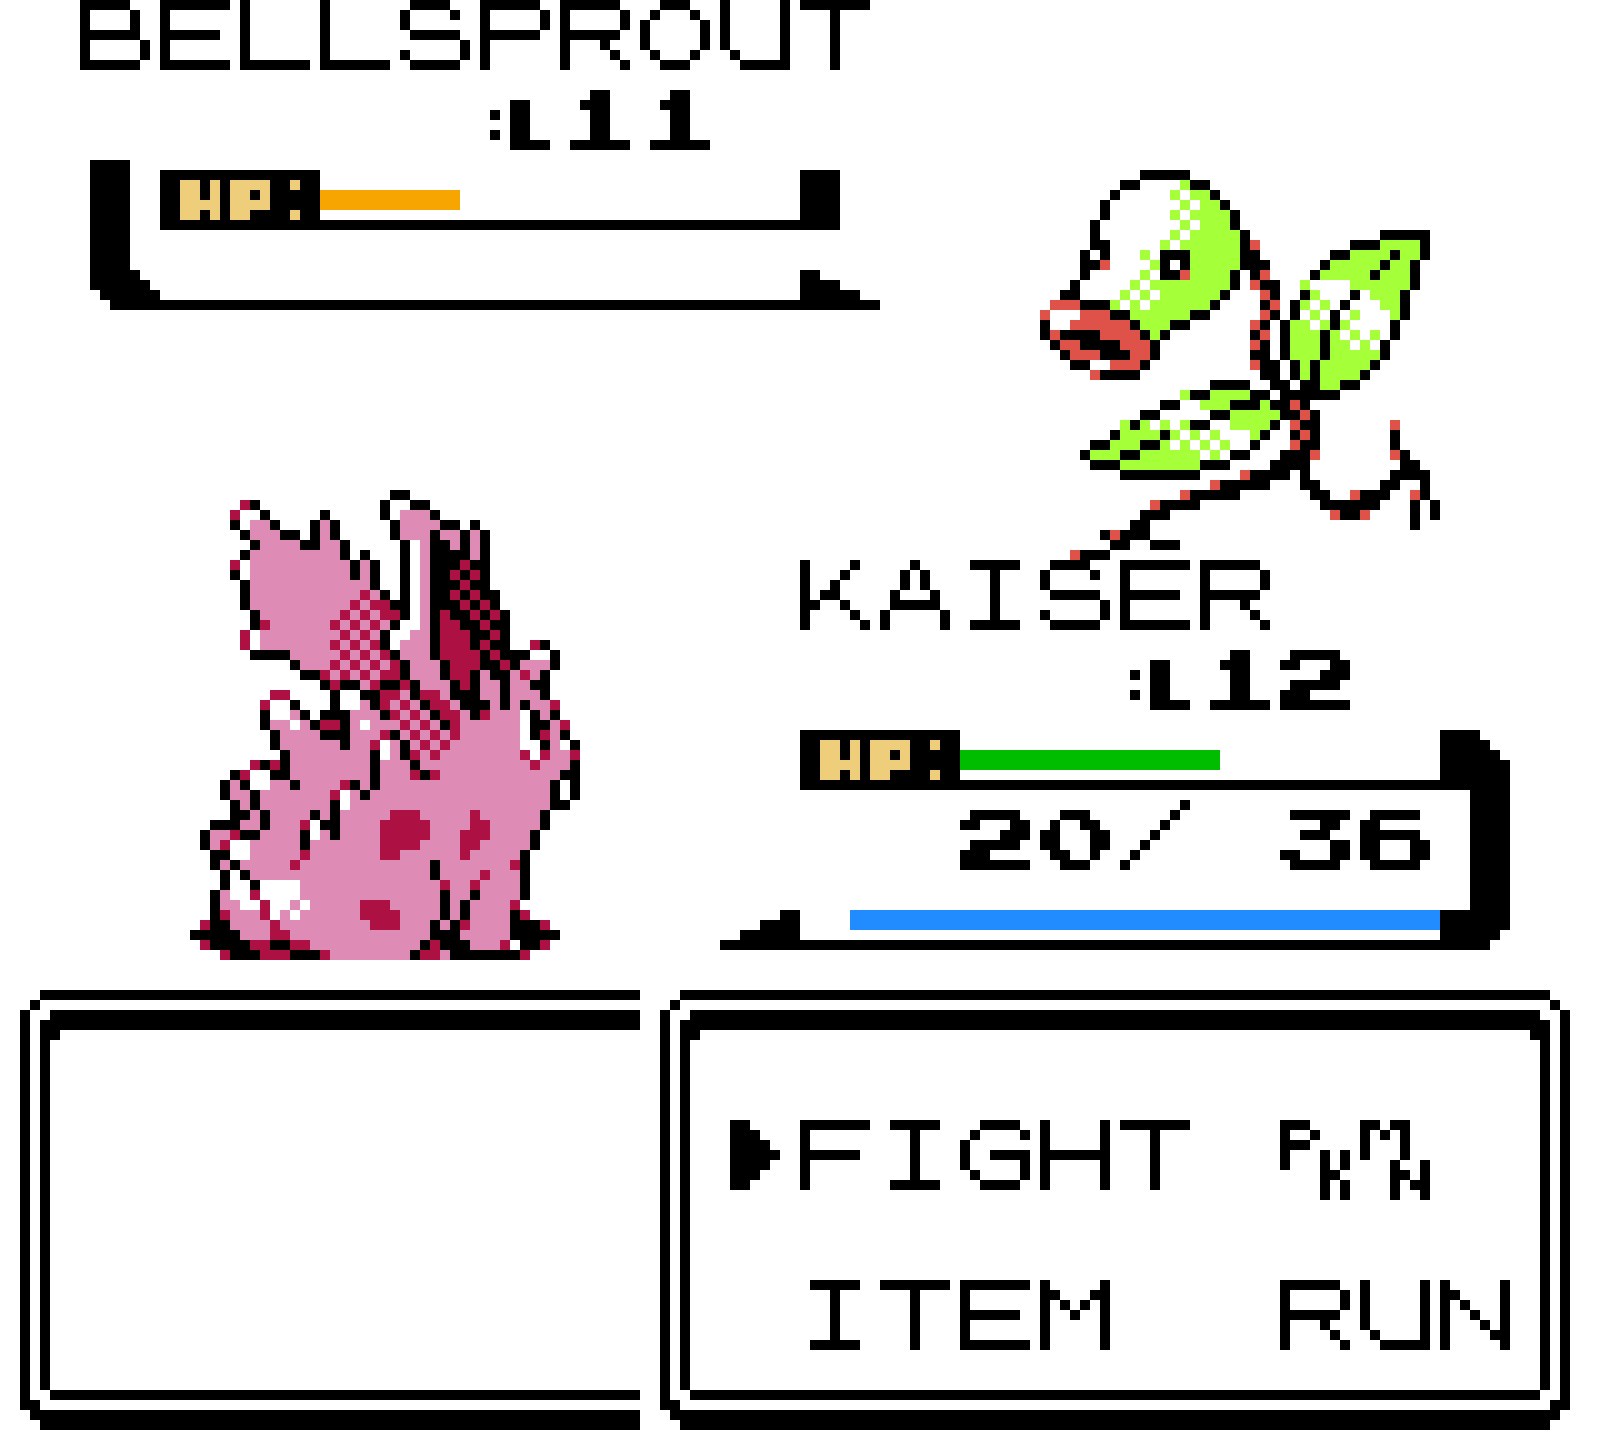 BELLSPROUT
:L11
HP:
KAISER
:L12
HP:
20/ 36
▶FIGHT PKMN
ITEM RUN